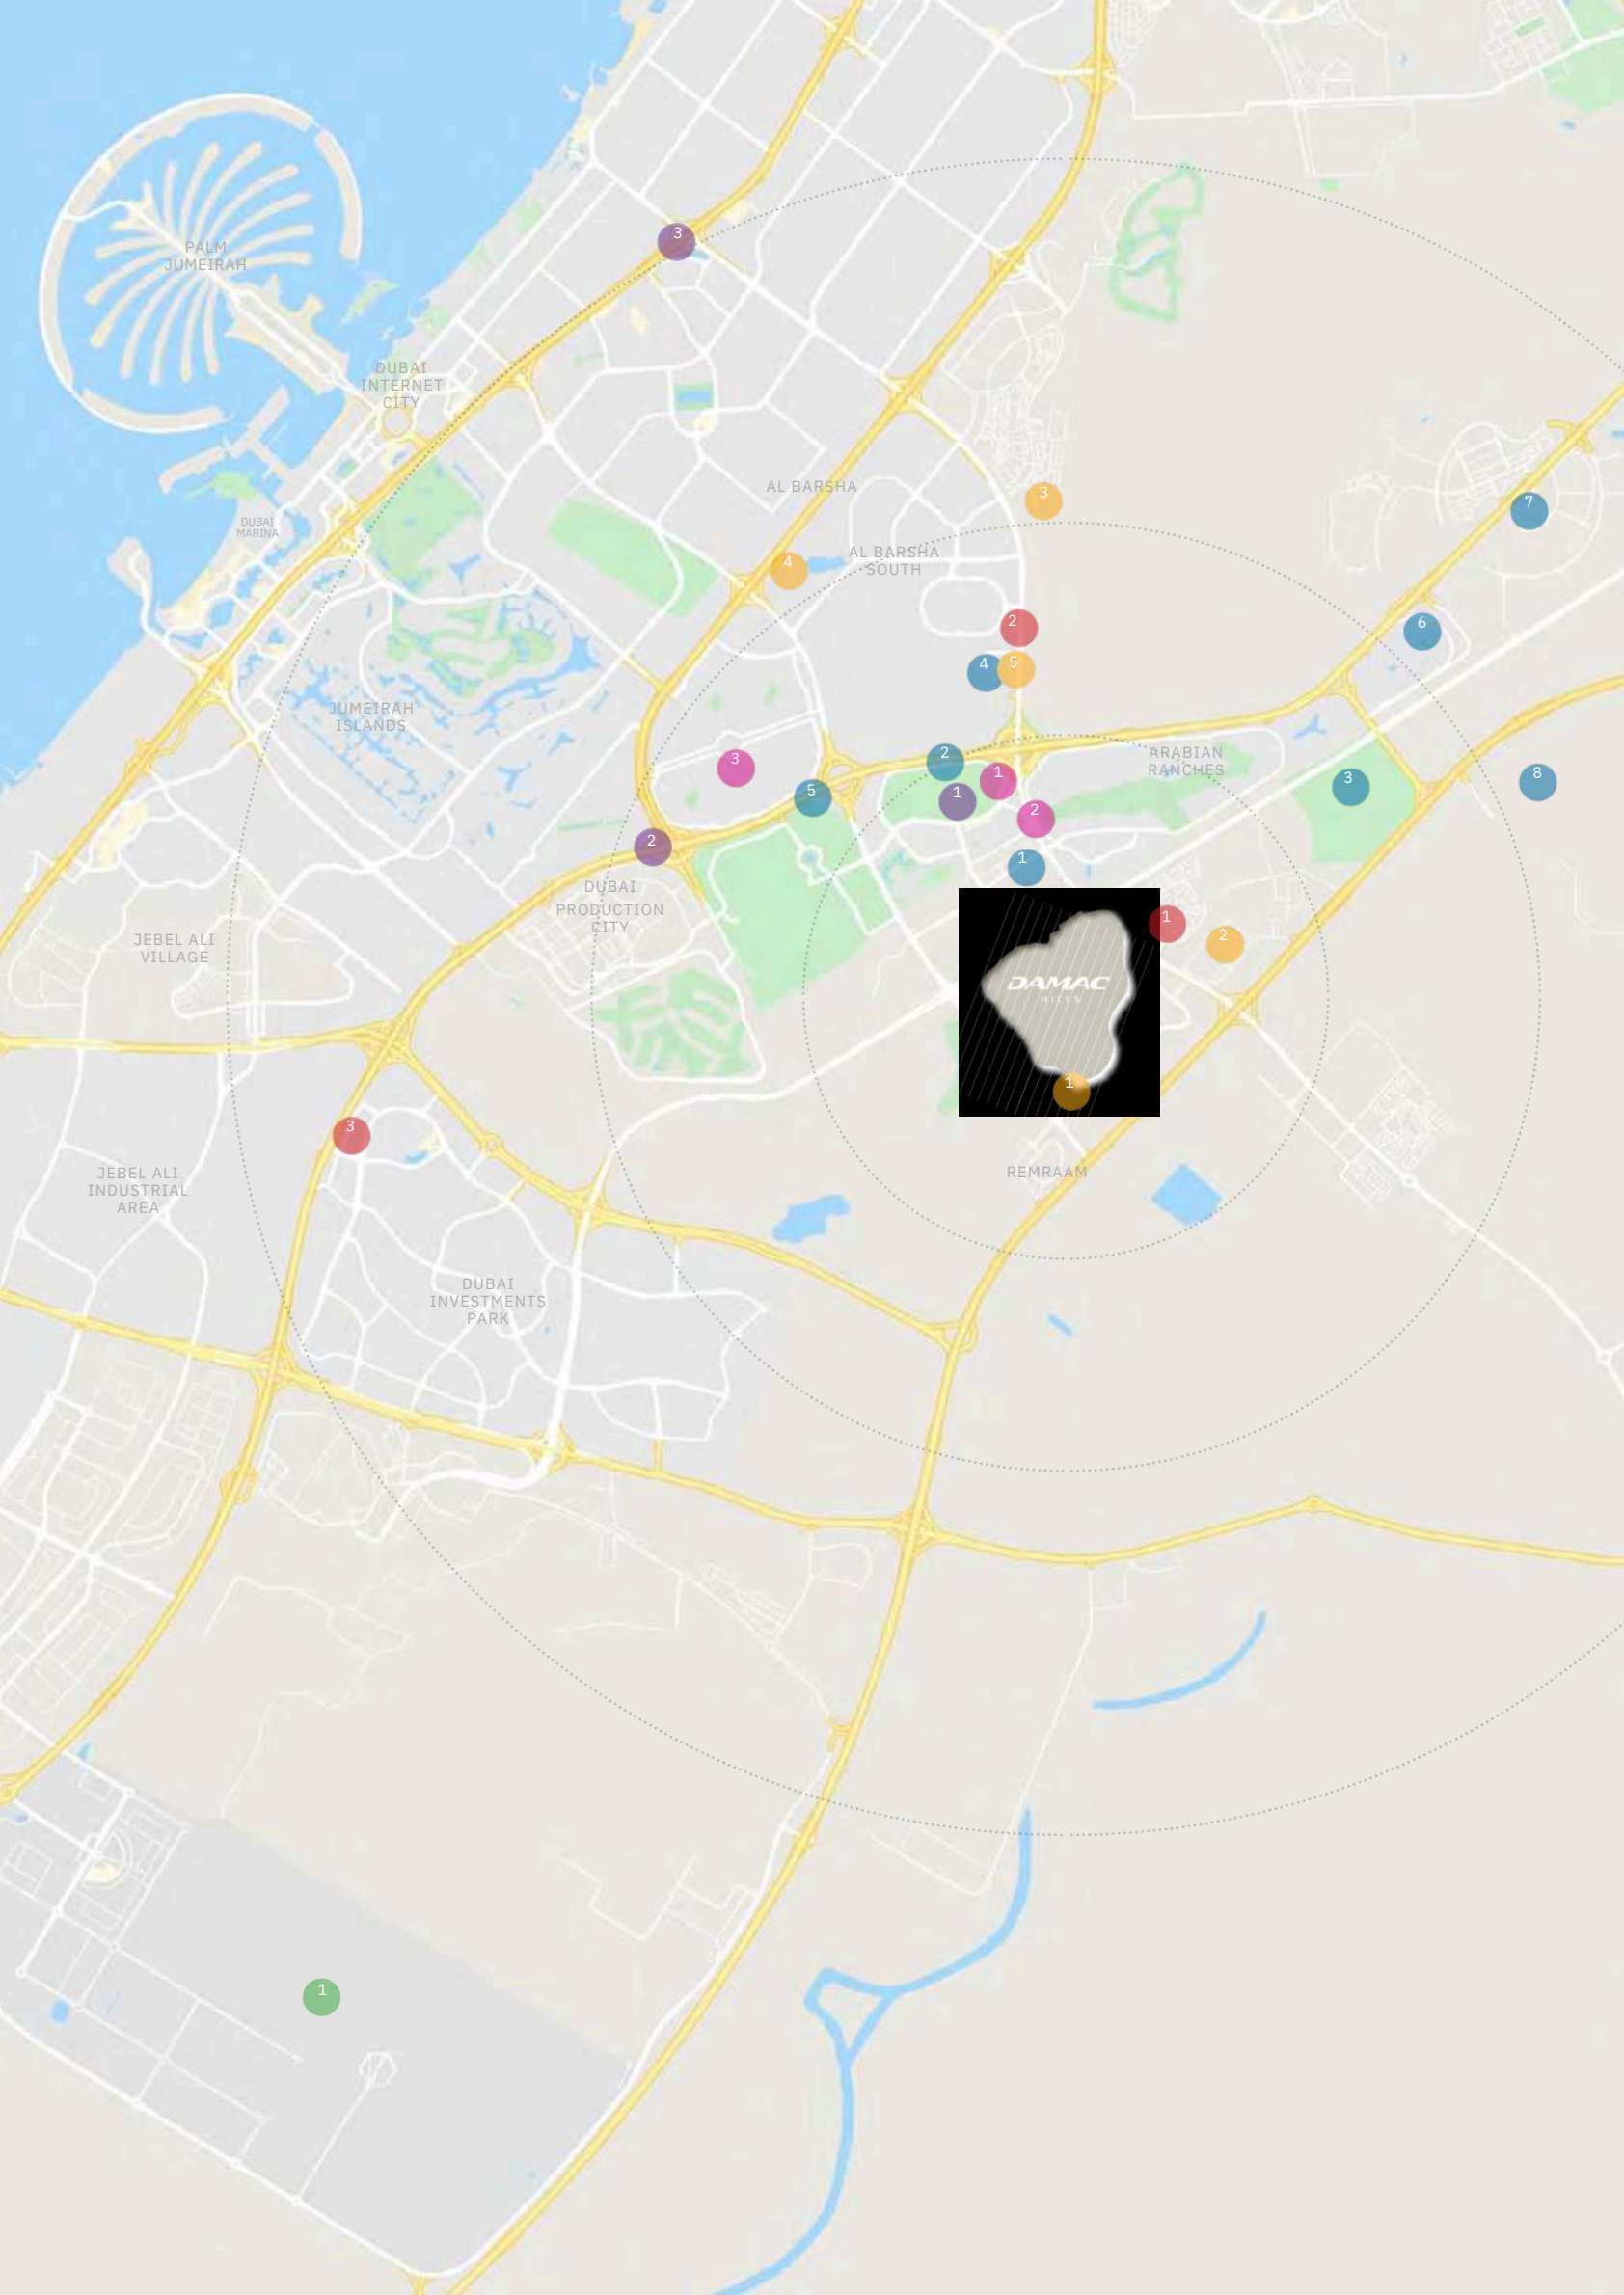 3
PALM
JUMEIRAH
DUBAI
INTERNET
CITY
AL BARSHA
3
7
DUBAI
MARINA
AL BARSHA
SOUTH
4
2
6
4
5
JUMEIRAH
ISLANDS
3
2
1
ARABIAN
RANCHES
3
8
5
1
2
2
1
DUBAI
PRODUCTION
CITY
1
2
JEBEL ALI
VILLAGE
DAMAC
HILLS
1
3
JEBEL ALI
INDUSTRIAL
AREA
REMRAAM
DUBAI
INVESTMENTS
PARK
1